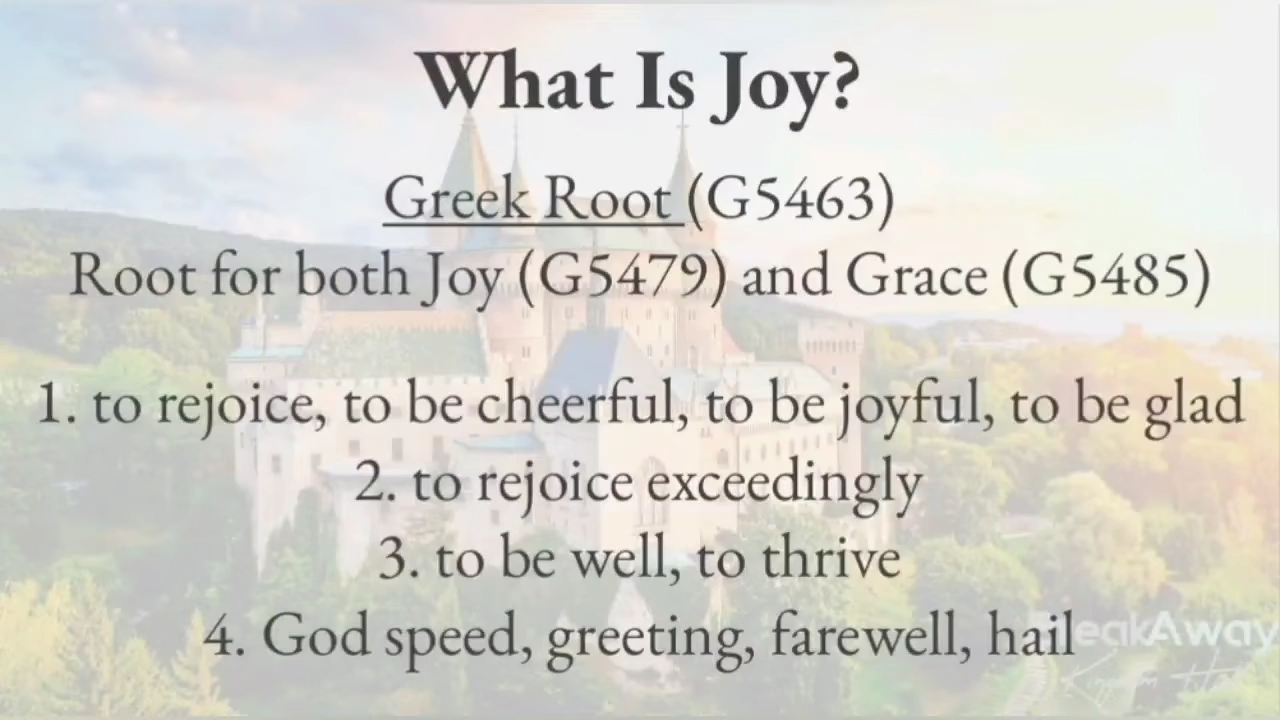 What Is Joy?
Greek Root (G5463)
Root for both Joy (G5479) and Grace (G5485)
1. to rejoice, to be cheerful, to be joyful, to be glad
2. to rejoice exceedingly
3. to be well, to thrive
4. God speed, greeting, farewell, hail